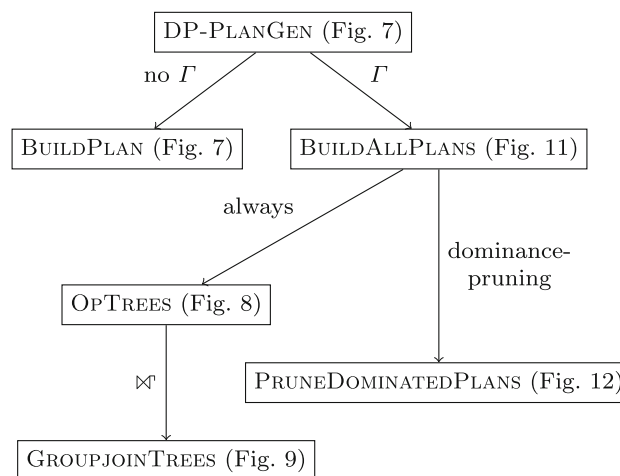 DP-PLANGEN (Fig. 7)
no Γ
Γ
BUILDPLAN (Fig. 7)
BUILDALLPLANS (Fig. 11)
always
dominance-
pruning
OPTREES (Fig. 8)
⋈Γ
PRUNEDOMINATEDPLANS (Fig. 12)
GROUPJOINTREES (Fig. 9)